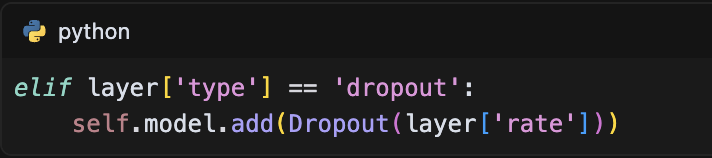 python
elif layer['type'] == 'dropout':
    self.model.add(Dropout(layer['rate']))